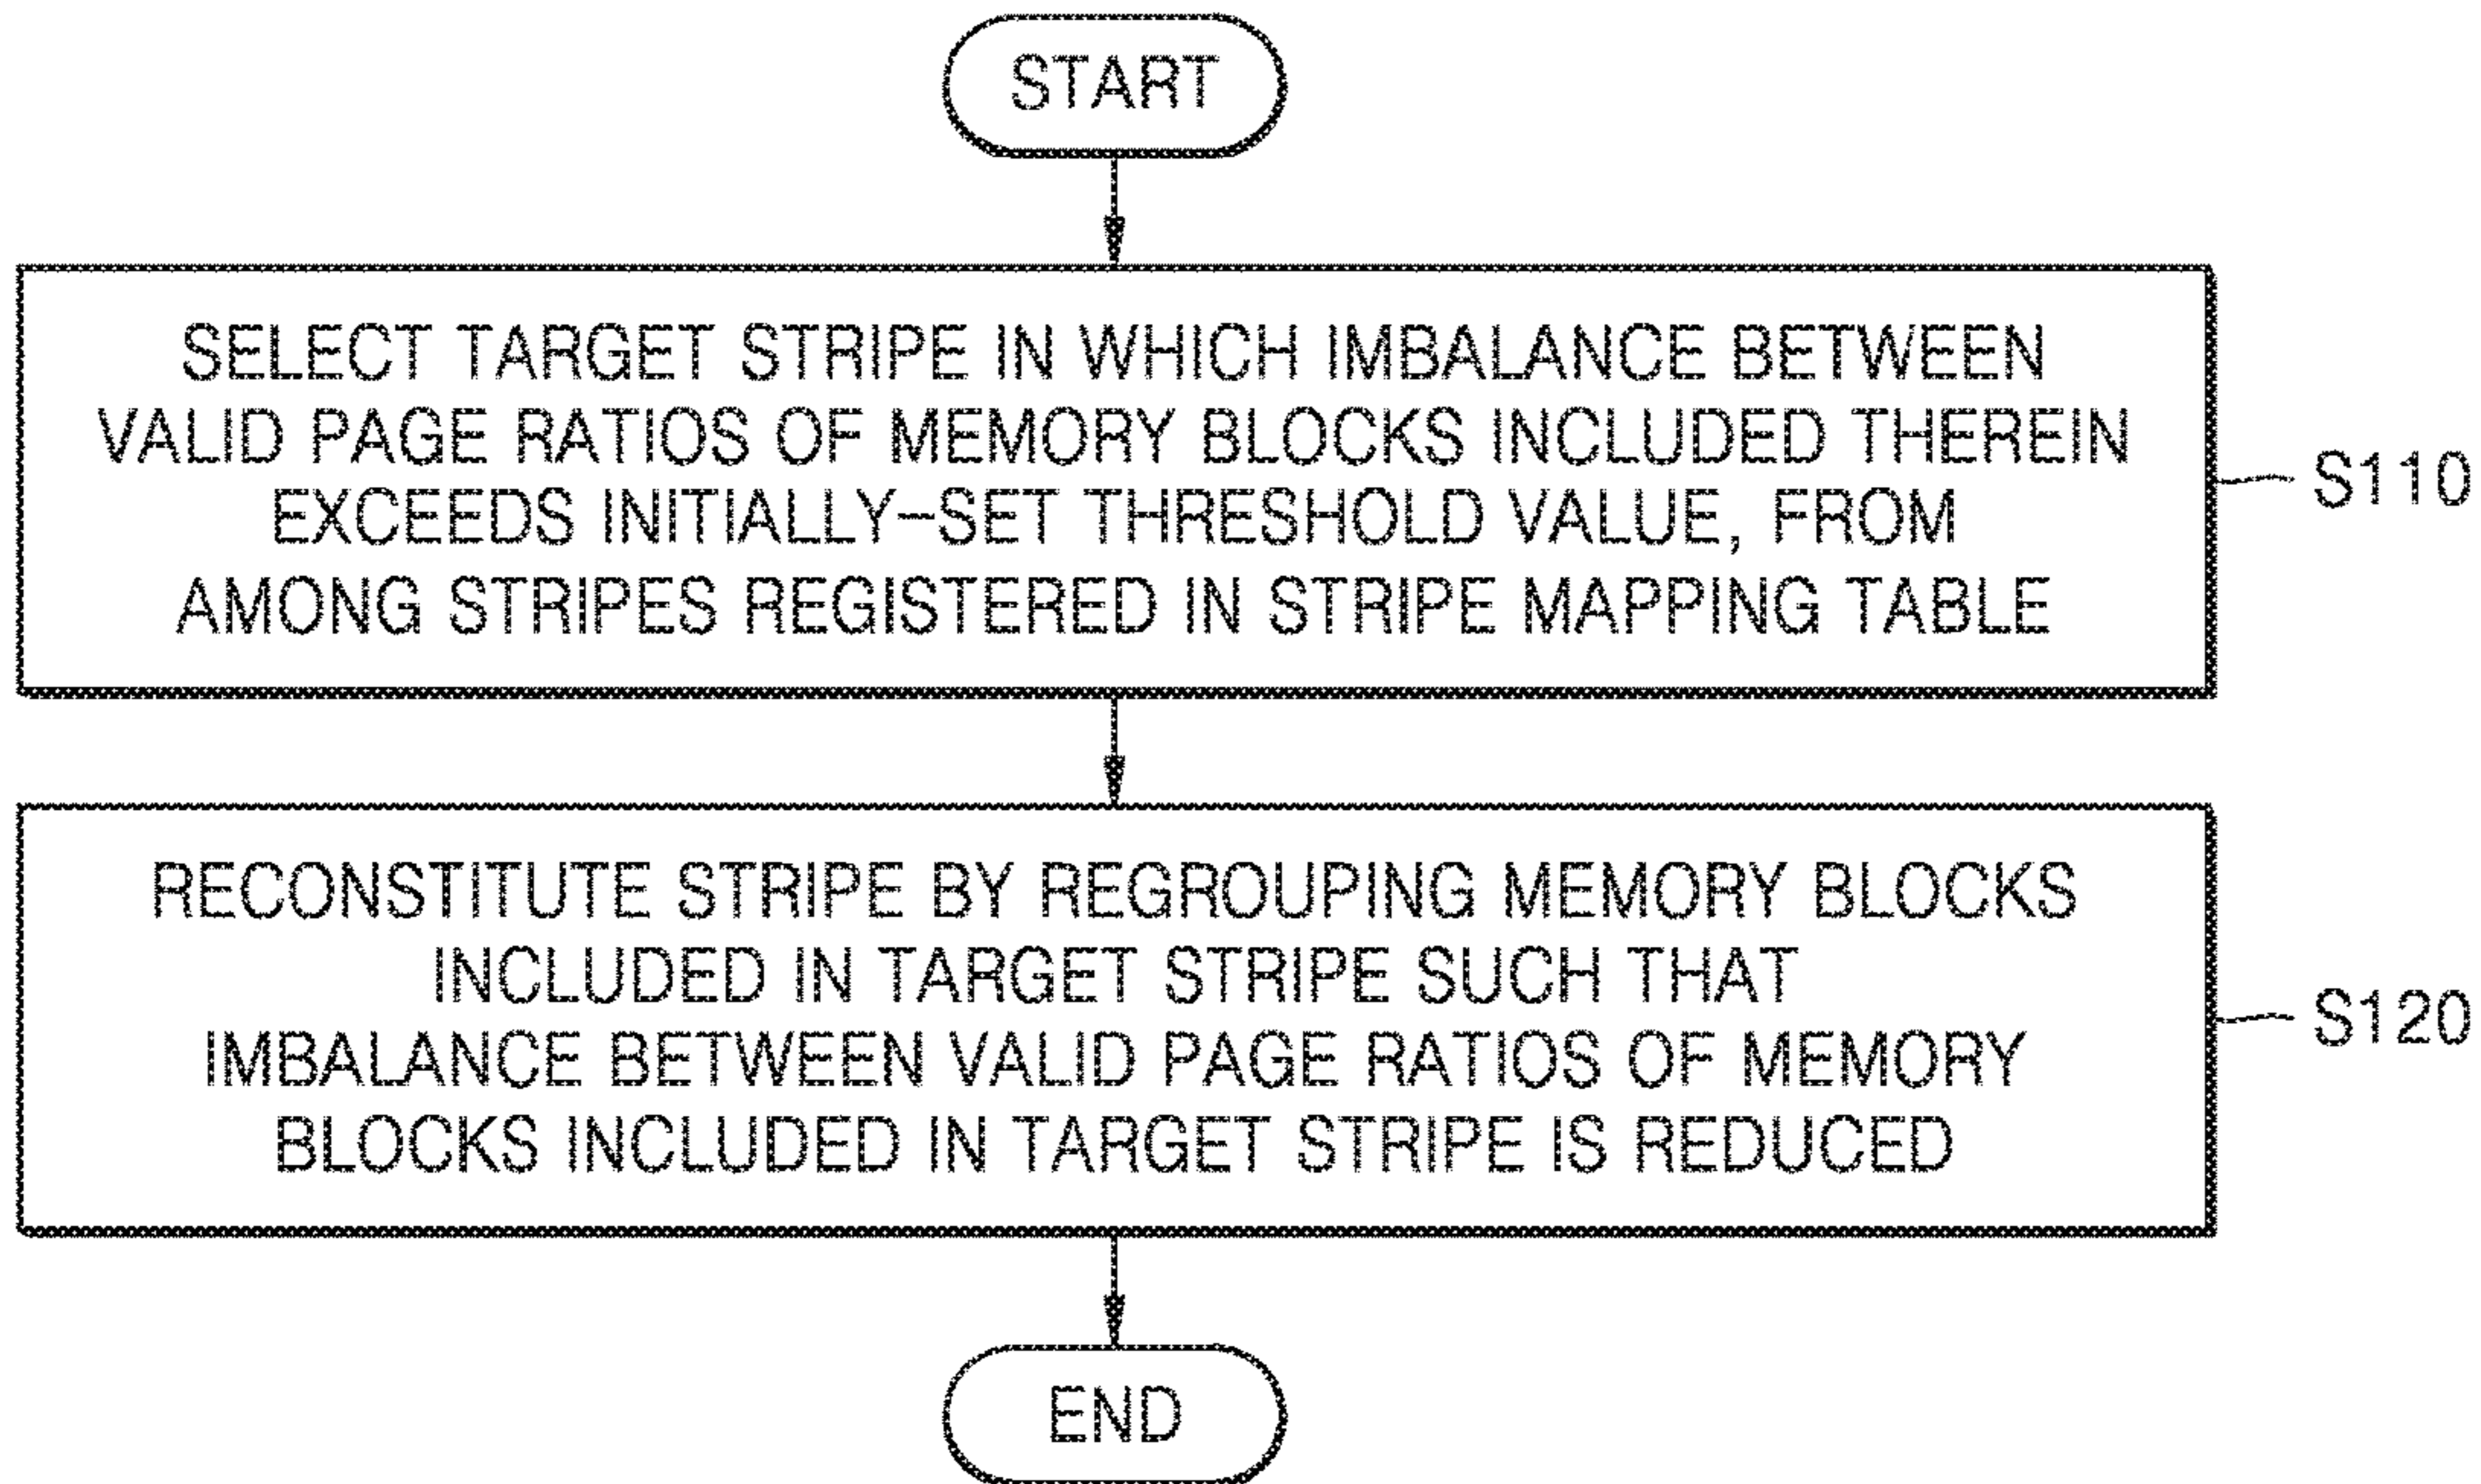 START
SELECT TARGET STRIPE IN WHICH IMBALANCE BETWEEN
VALID PAGE RATIOS OF MEMORY BLOCKS INCLUDED THEREIN
EXCEEDS INITIALLY-SET THRESHOLD VALUE, FROM
AMONG STRIPES REGISTERED IN STRIPE MAPPING TABLE
S110
RECONSTITUTE STRIPE BY REGROUPING MEMORY BLOCKS
INCLUDED IN TARGET STRIPE SUCH THAT
IMBALANCE BETWEEN VALID PAGE RATIOS OF MEMORY
BLOCKS INCLUDED IN TARGET STRIPE IS REDUCED
S120
END